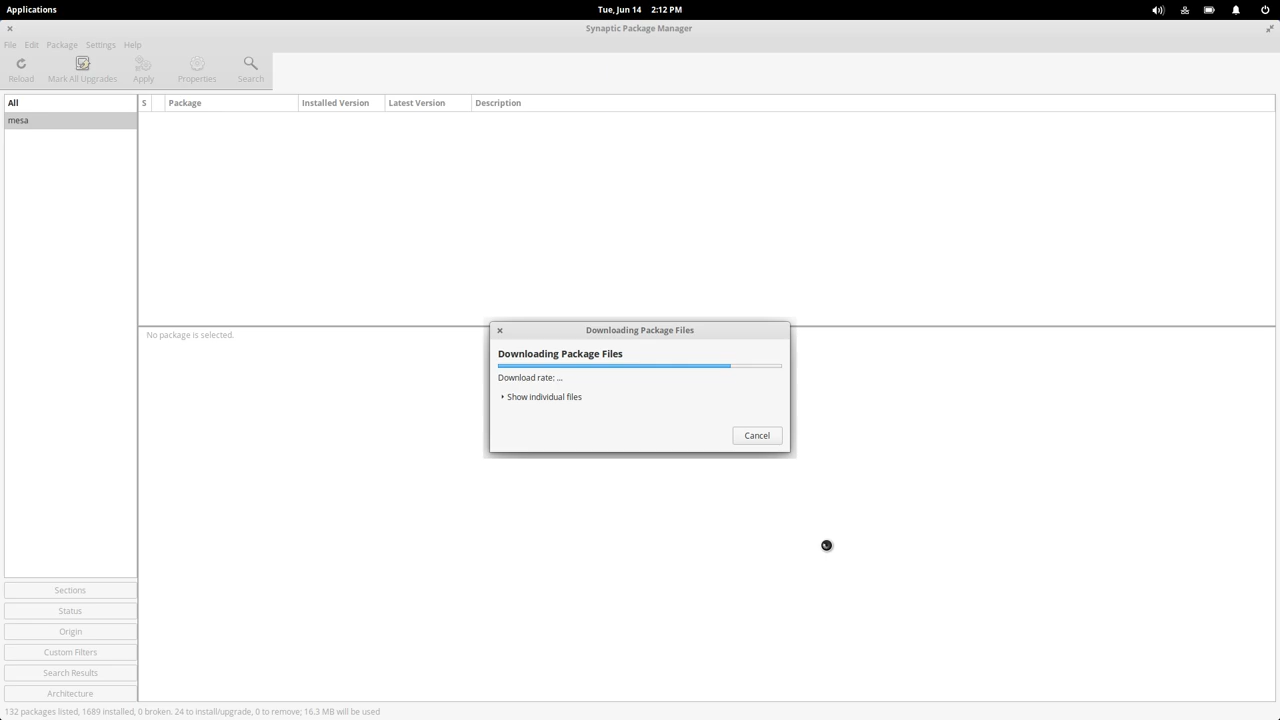 Applications
Tue, Jun 14 2:12 PM
Synaptic Package Manager
File Edit Package Settings Help
Reload Mark All Upgrades Apply Properties Search
All
mesa
S Package Installed Version Latest Version Description
No package is selected.
Downloading Package Files
Downloading Package Files
Download rate: ...
Show individual files
Cancel
Sections
Status
Origin
Custom Filters
Search Results
Architecture
132 packages listed, 1689 installed, 0 broken. 24 to install/upgrade, 0 to remove; 16.3 MB will be used